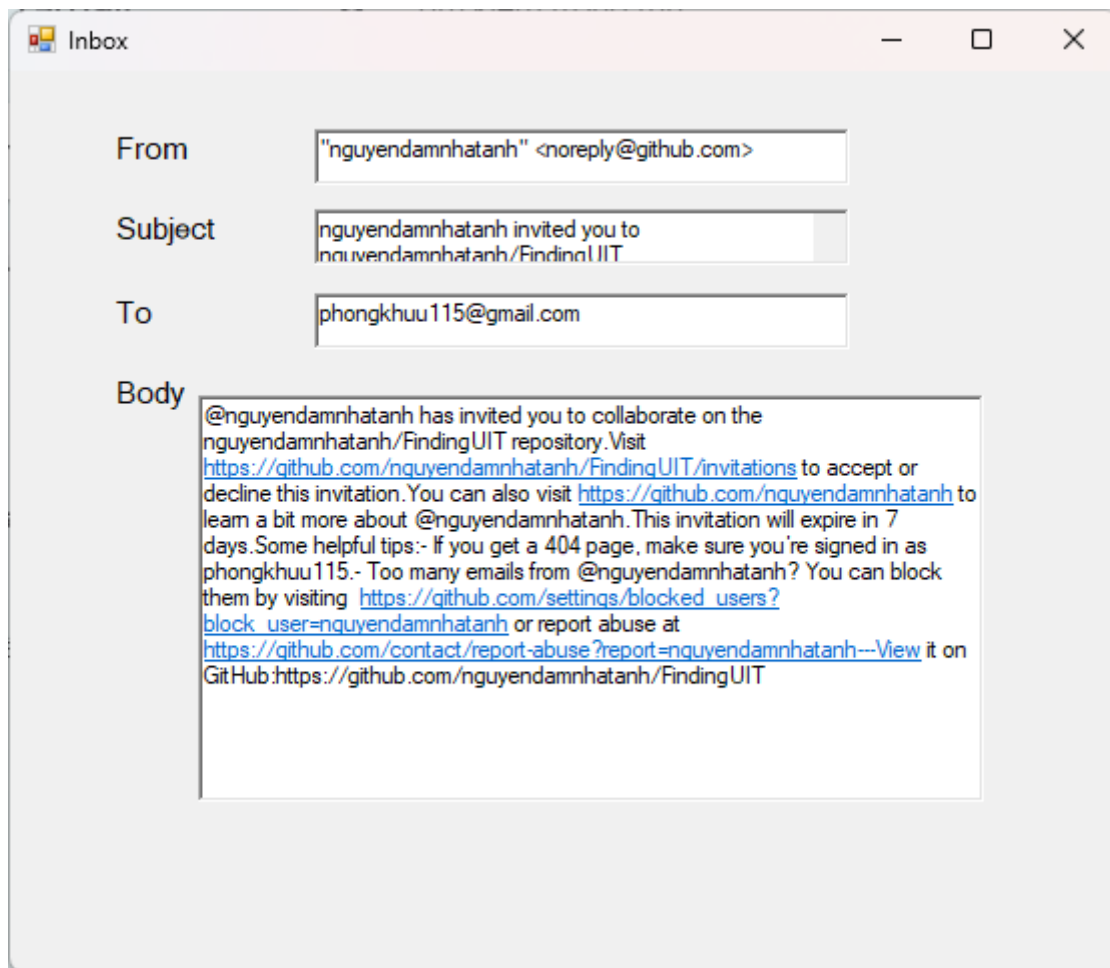 Inbox
From
"nguyendamnhatanh" <noreply@github.com>
Subject
nguyendamnhatanh invited you to
nguyendamnhatanh/FindingUIT
To
phongkhuu115@gmail.com
Body
@nguyendamnhatanh has invited you to collaborate on the
nguyendamnhatanh/FindingUIT repository.Visit
https://github.com/nguyendamnhatanh/FindingUIT/invitations to accept or
decline this invitation.You can also visit https://github.com/nguyendamnhatanh to
learn a bit more about @nguyendamnhatanh.This invitation will expire in 7
days.Some helpful tips:- If you get a 404 page, make sure you're signed in as
phongkhuu115.- Too many emails from @nguyendamnhatanh? You can block
them by visiting  https://github.com/settings/blocked_users?
block_user=nguyendamnhatanh or report abuse at
https://github.com/contact/report-abuse?report=nguyendamnhatanh---View it on
GitHub:https://github.com/nguyendamnhatanh/FindingUIT